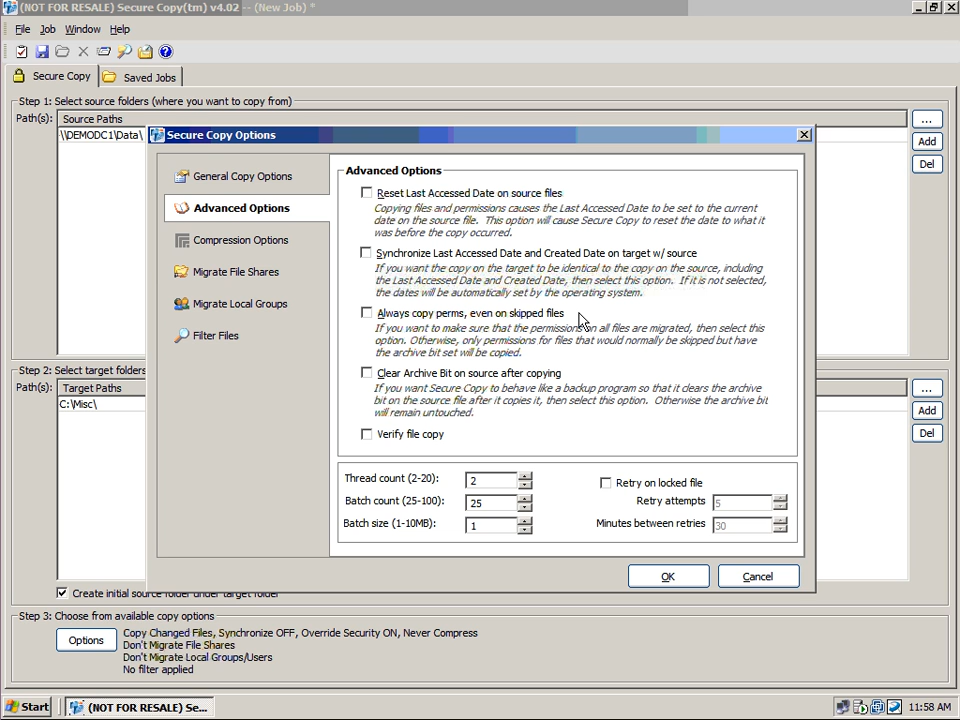 (NOT FOR RESALE) Secure Copy(tm) v4.02 -- (New Job) *
File Job Window Help
Secure Copy Saved Jobs
Step 1: Select source folders (where you want to copy from)
Path(s): Source Paths ...
\\DEMODC1\Data\
Add
Del
Secure Copy Options
General Copy Options
Advanced Options
Compression Options
Migrate File Shares
Migrate Local Groups
Filter Files
Advanced Options
Reset Last Accessed Date on source files
Copying files and permissions causes the Last Accessed Date to be set to the current
date on the source file. This option will cause Secure Copy to reset the date to what it
was before the copy occurred.
Synchronize Last Accessed Date and Created Date on target w/ source
If you want the copy on the target to be identical to the copy on the source, including
the Last Accessed Date and Created Date, then select this option. If it is not selected,
the dates will be automatically set by the operating system.
Always copy perms, even on skipped files
If you want to make sure that the permissions on all files are migrated, then select this
option. Otherwise, only permissions for files that would normally be skipped but have
the archive bit set will be copied.
Clear Archive Bit on source after copying
If you want Secure Copy to behave like a backup program so that it clears the archive
bit on the source file after it copies it, then select this option. Otherwise the archive bit
will remain untouched.
Verify file copy
Thread count (2-20): 2
Batch count (25-100): 25
Batch size (1-10MB): 1
Retry on locked file
Retry attempts 5
Minutes between retries 30
OK Cancel
Step 2: Select target folders
Path(s): Target Paths ...
C:\Misc\
Add
Del
Create initial source folder under target folder
Step 3: Choose from available copy options
Options
Copy Changed Files, Synchronize OFF, Override Security ON, Never Compress
Don't Migrate File Shares
Don't Migrate Local Groups/Users
No filter applied
Start (NOT FOR RESALE) Se... 11:58 AM